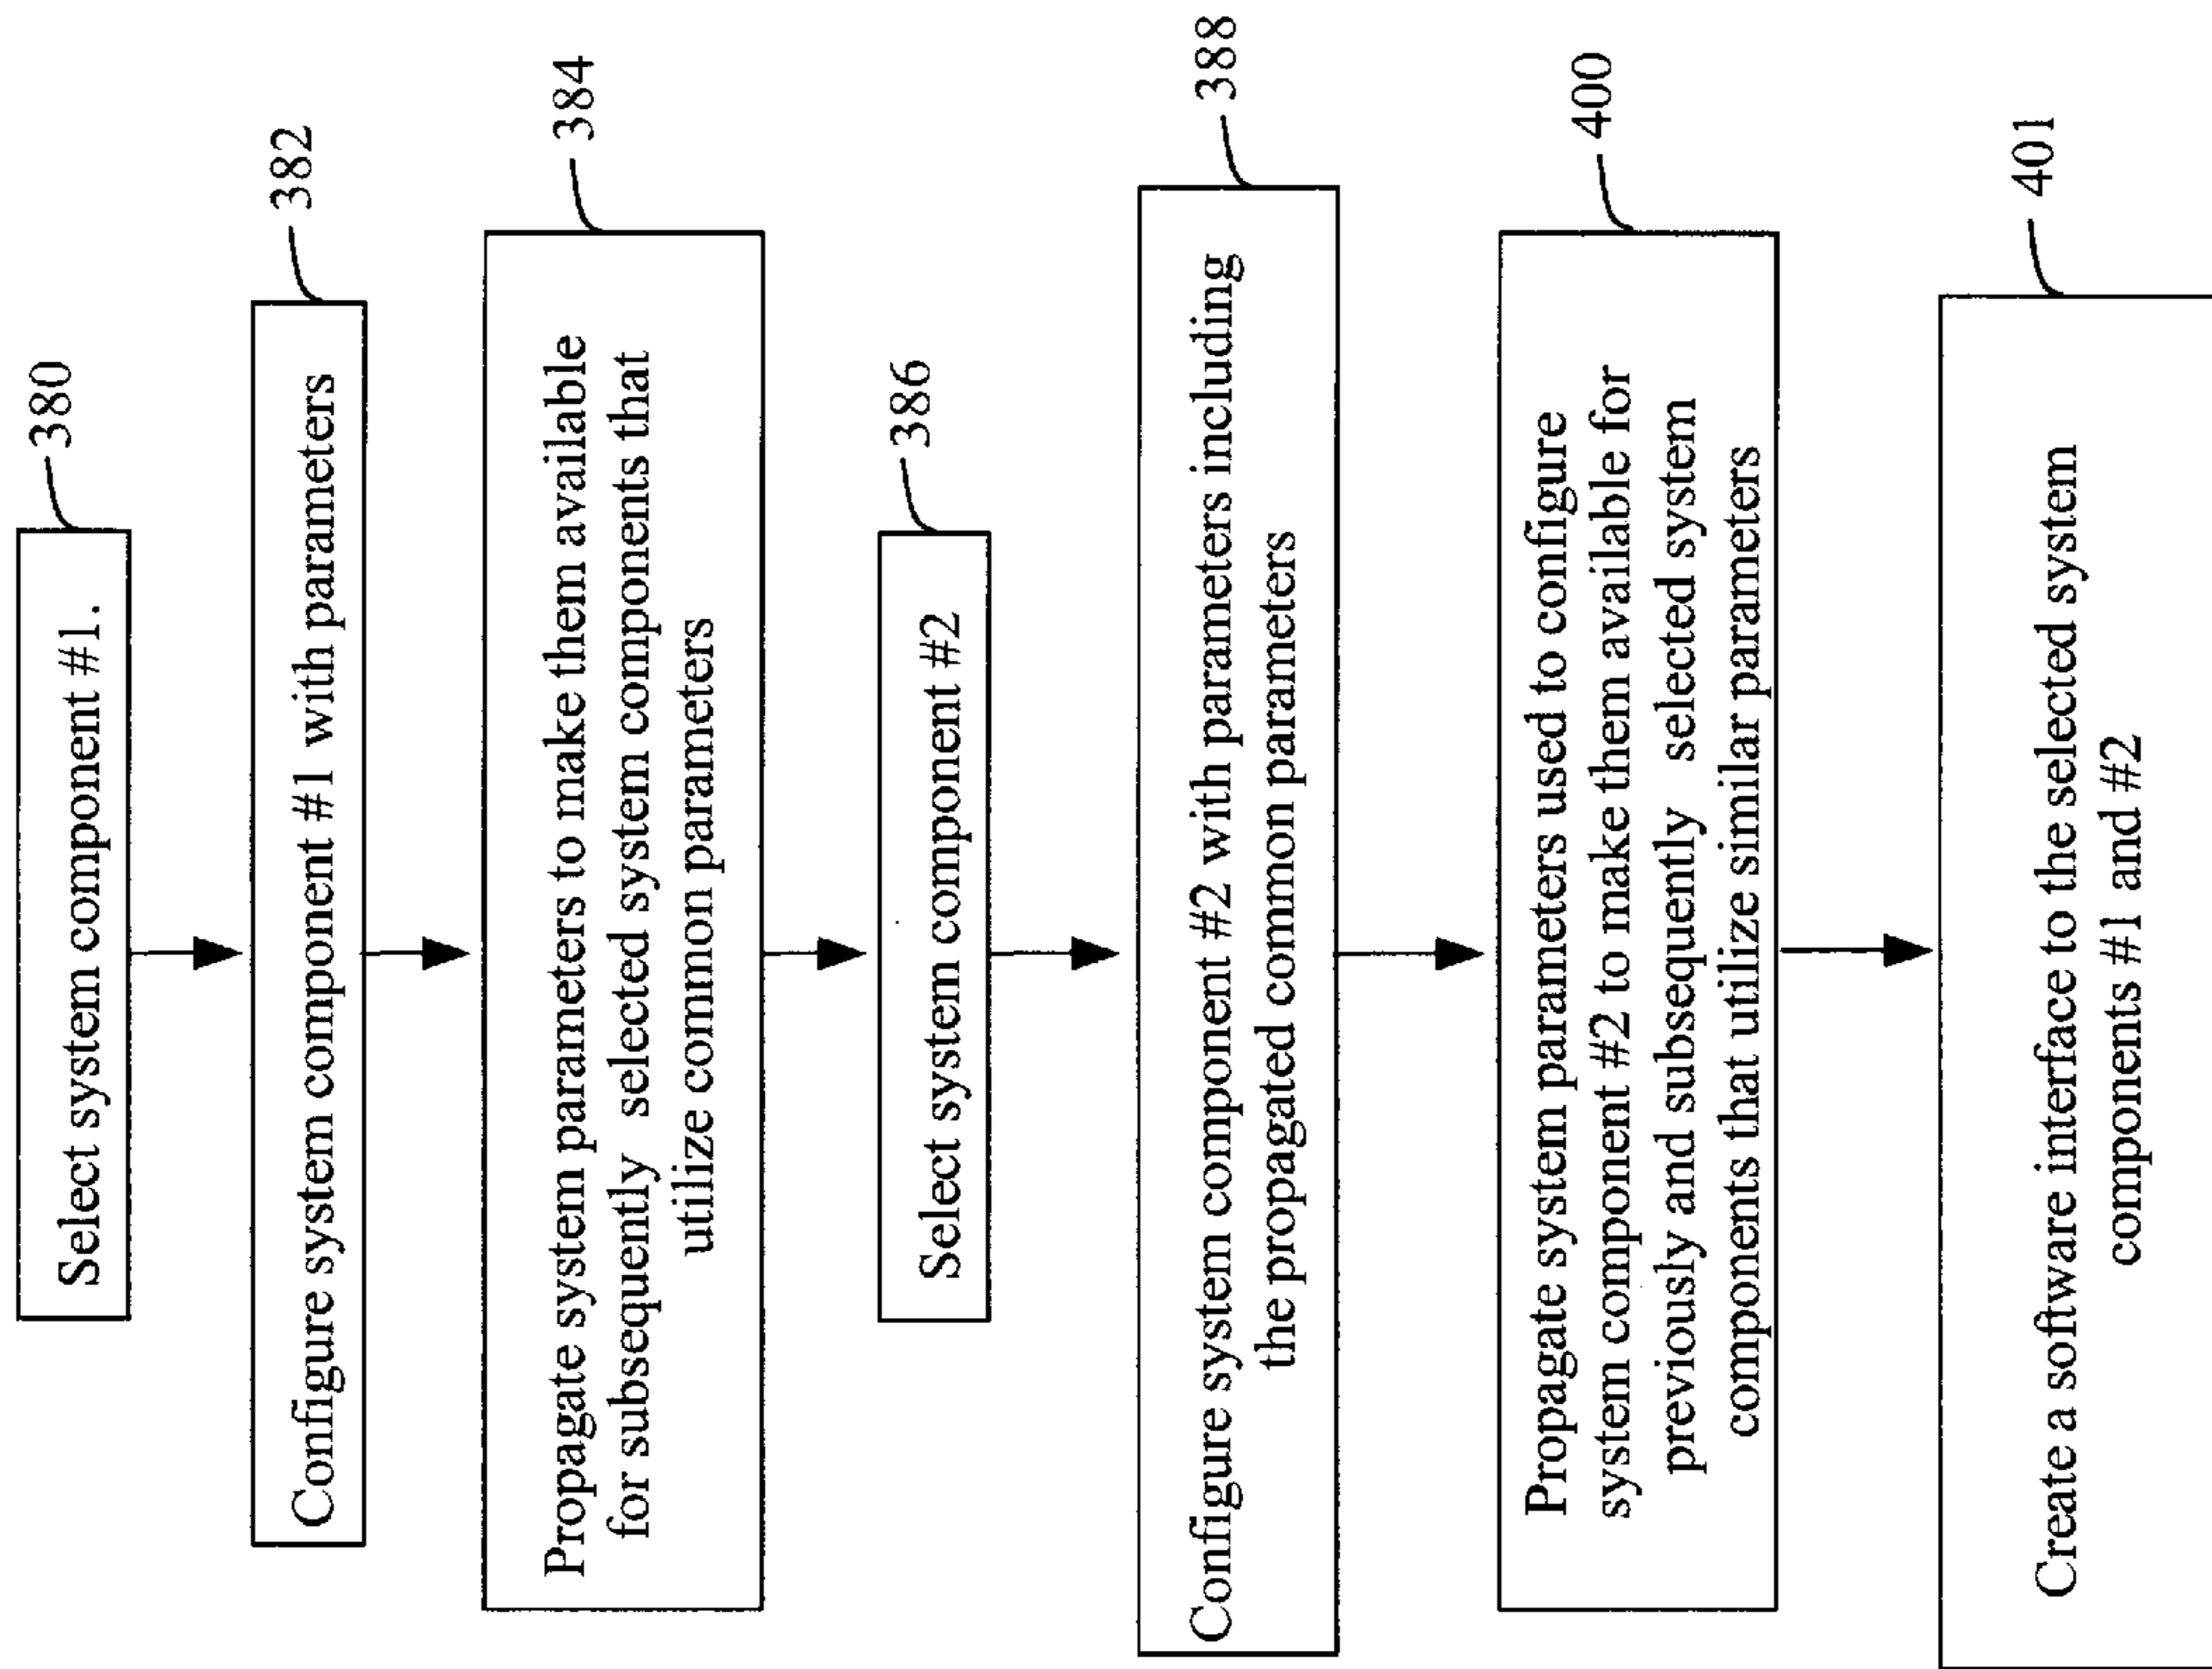 380
Select system component #1.
382
Configure system component #1 with parameters
384
Propagate system parameters to make them available
for subsequently selected system components that
utilize common parameters
386
Select system component #2
388
Configure system component #2 with parameters including
the propagated common parameters
400
Propagate system parameters used to configure
system component #2 to make them available for
previously and subsequently selected system
components that utilize similar parameters
401
Create a software interface to the selected system
components #1 and #2